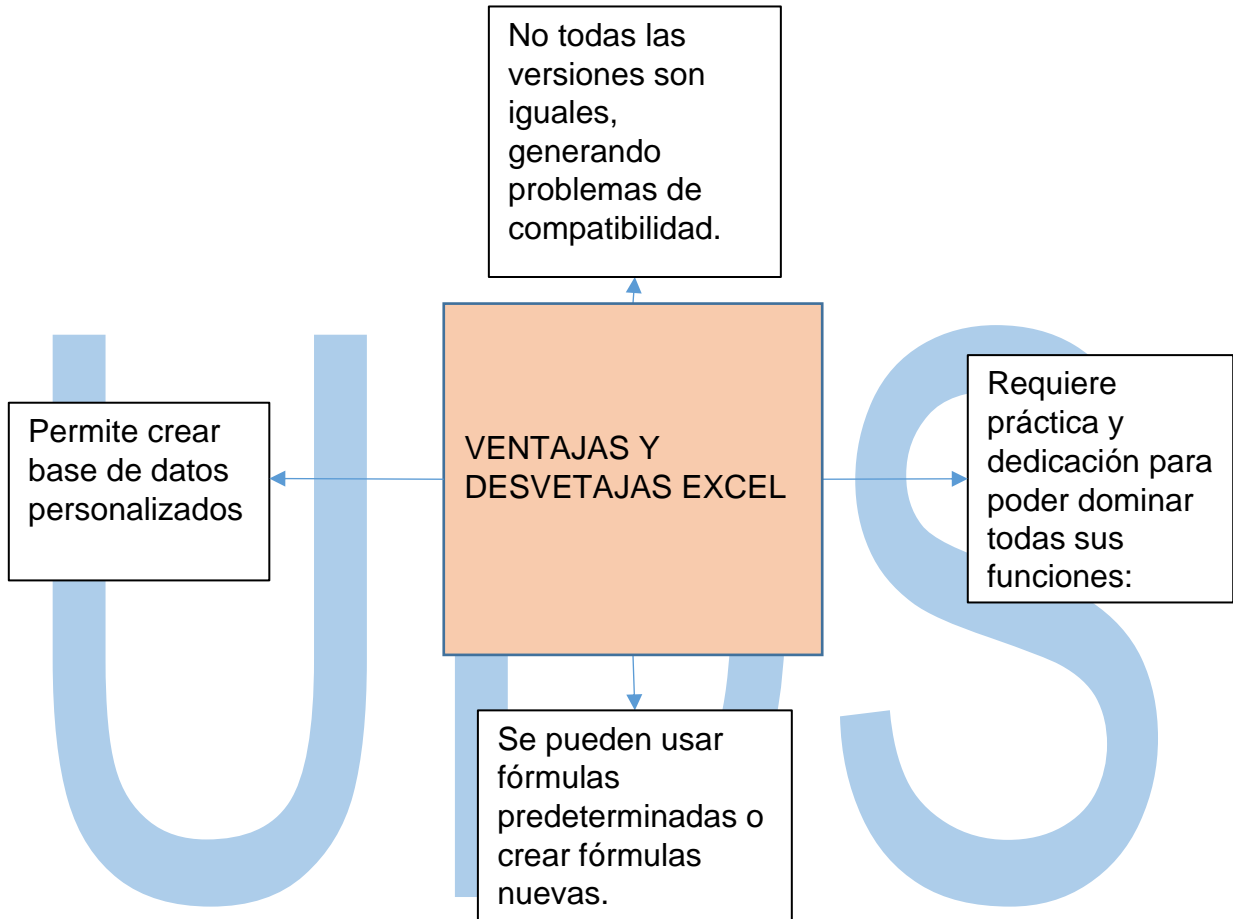 No todas las
versiones son
iguales,
generando
problemas de
compatibilidad.
Permite crear
base de datos
personalizados
VENTAJAS Y
DESVETAJAS EXCEL
Requiere
práctica y
dedicación para
poder dominar
todas sus
funciones:
Se pueden usar
fórmulas
predeterminadas o
crear fórmulas
nuevas.